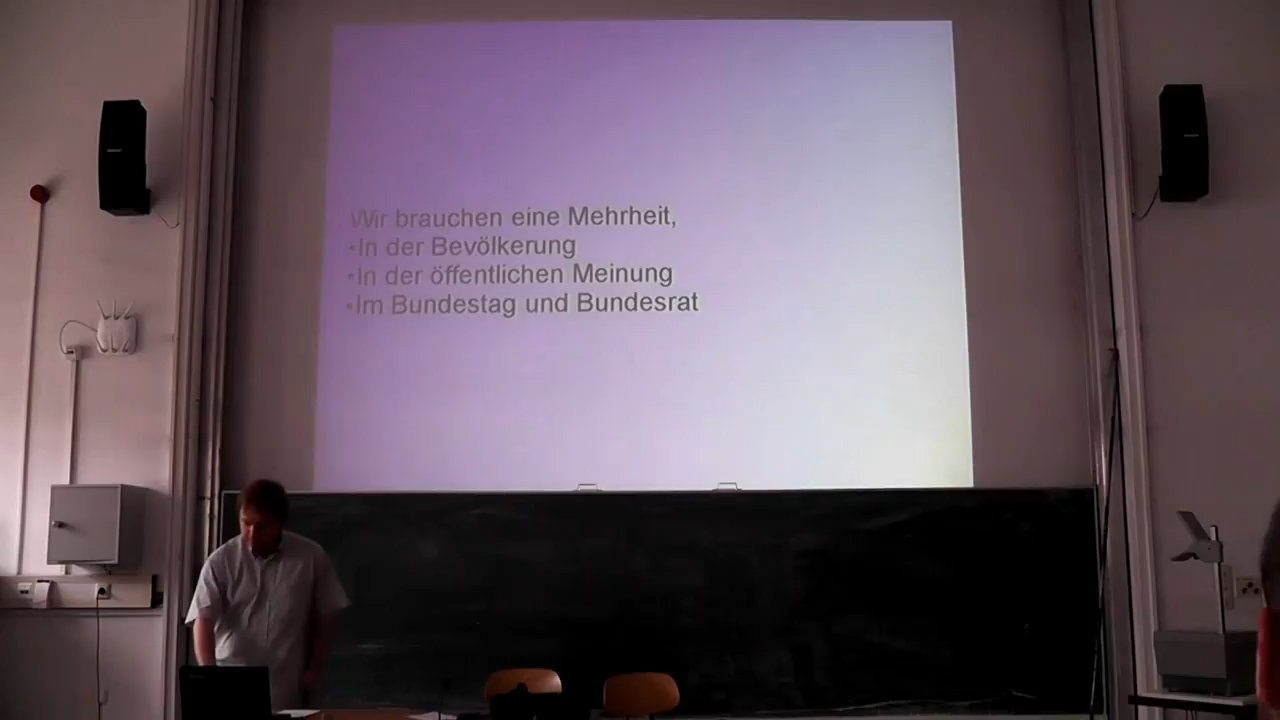 Wir brauchen eine Mehrheit,
•In der Bevölkerung
•In der öffentlichen Meinung
•Im Bundestag und Bundesrat